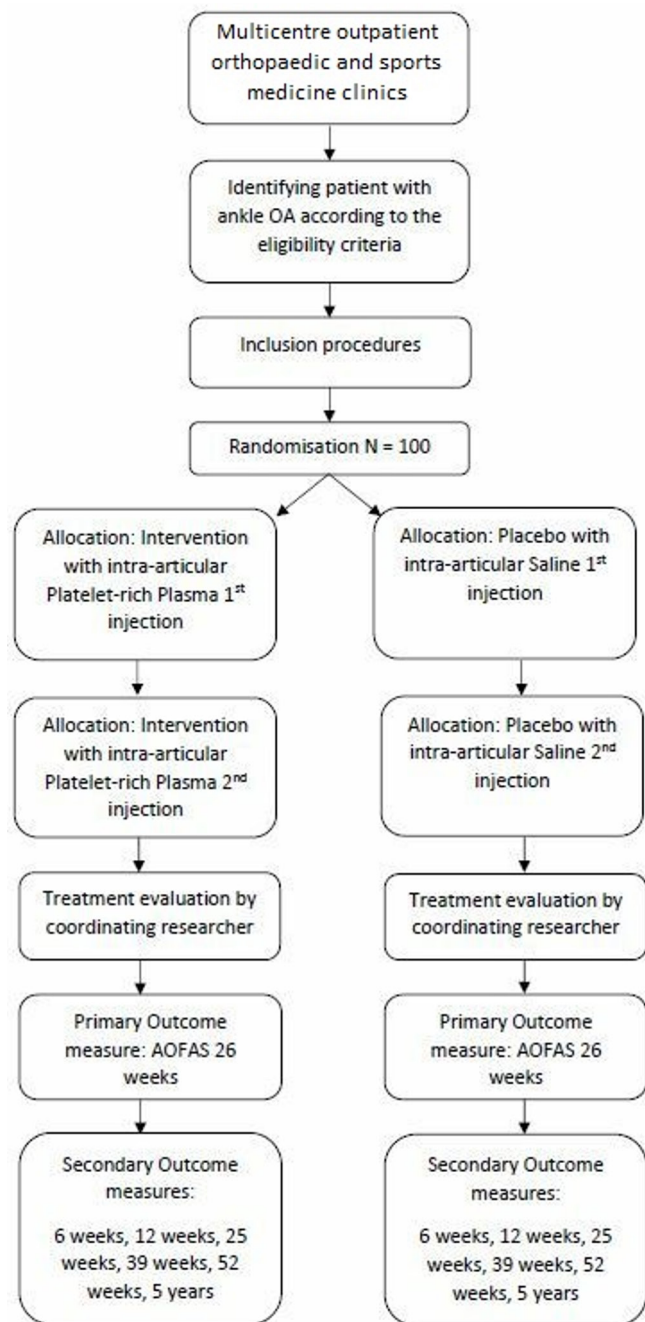 Multicentre outpatient
orthopaedic and sports
medicine clinics
Identifying patient with
ankle OA according to the
eligibility criteria
Inclusion procedures
Randomisation N = 100
Allocation: Intervention
with intra-articular
Platelet-rich Plasma 1st
injection
Allocation: Placebo with
intra-articular Saline 1st
injection
Allocation: Intervention
with intra-articular
Platelet-rich Plasma 2nd
injection
Allocation: Placebo with
intra-articular Saline 2nd
injection
Treatment evaluation by
coordinating researcher
Treatment evaluation by
coordinating researcher
Primary Outcome
measure: AOFAS 26
weeks
Primary Outcome
measure: AOFAS 26
weeks
Secondary Outcome
measures:
6 weeks, 12 weeks, 25
weeks, 39 weeks, 52
weeks, 5 years
Secondary Outcome
measures:
6 weeks, 12 weeks, 25
weeks, 39 weeks, 52
weeks, 5 years